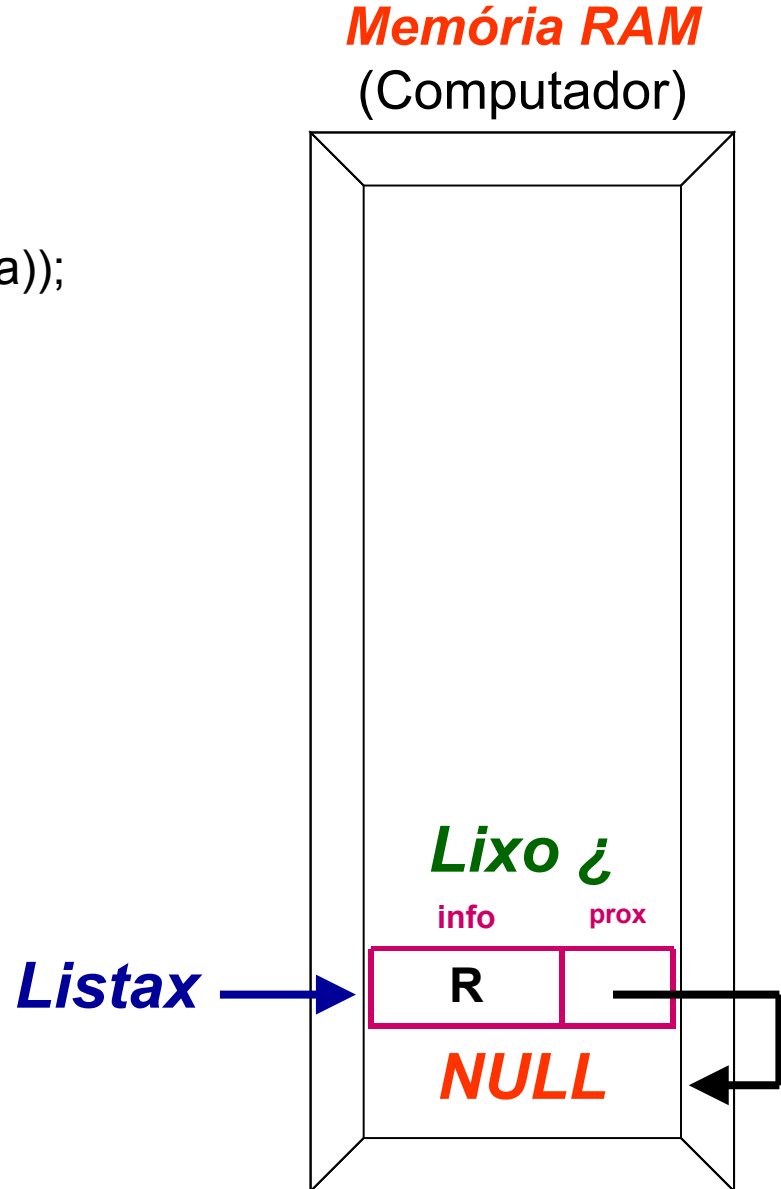 Memória RAM
(Computador)
a));
Lixo ¿
info prox
Listax R
NULL